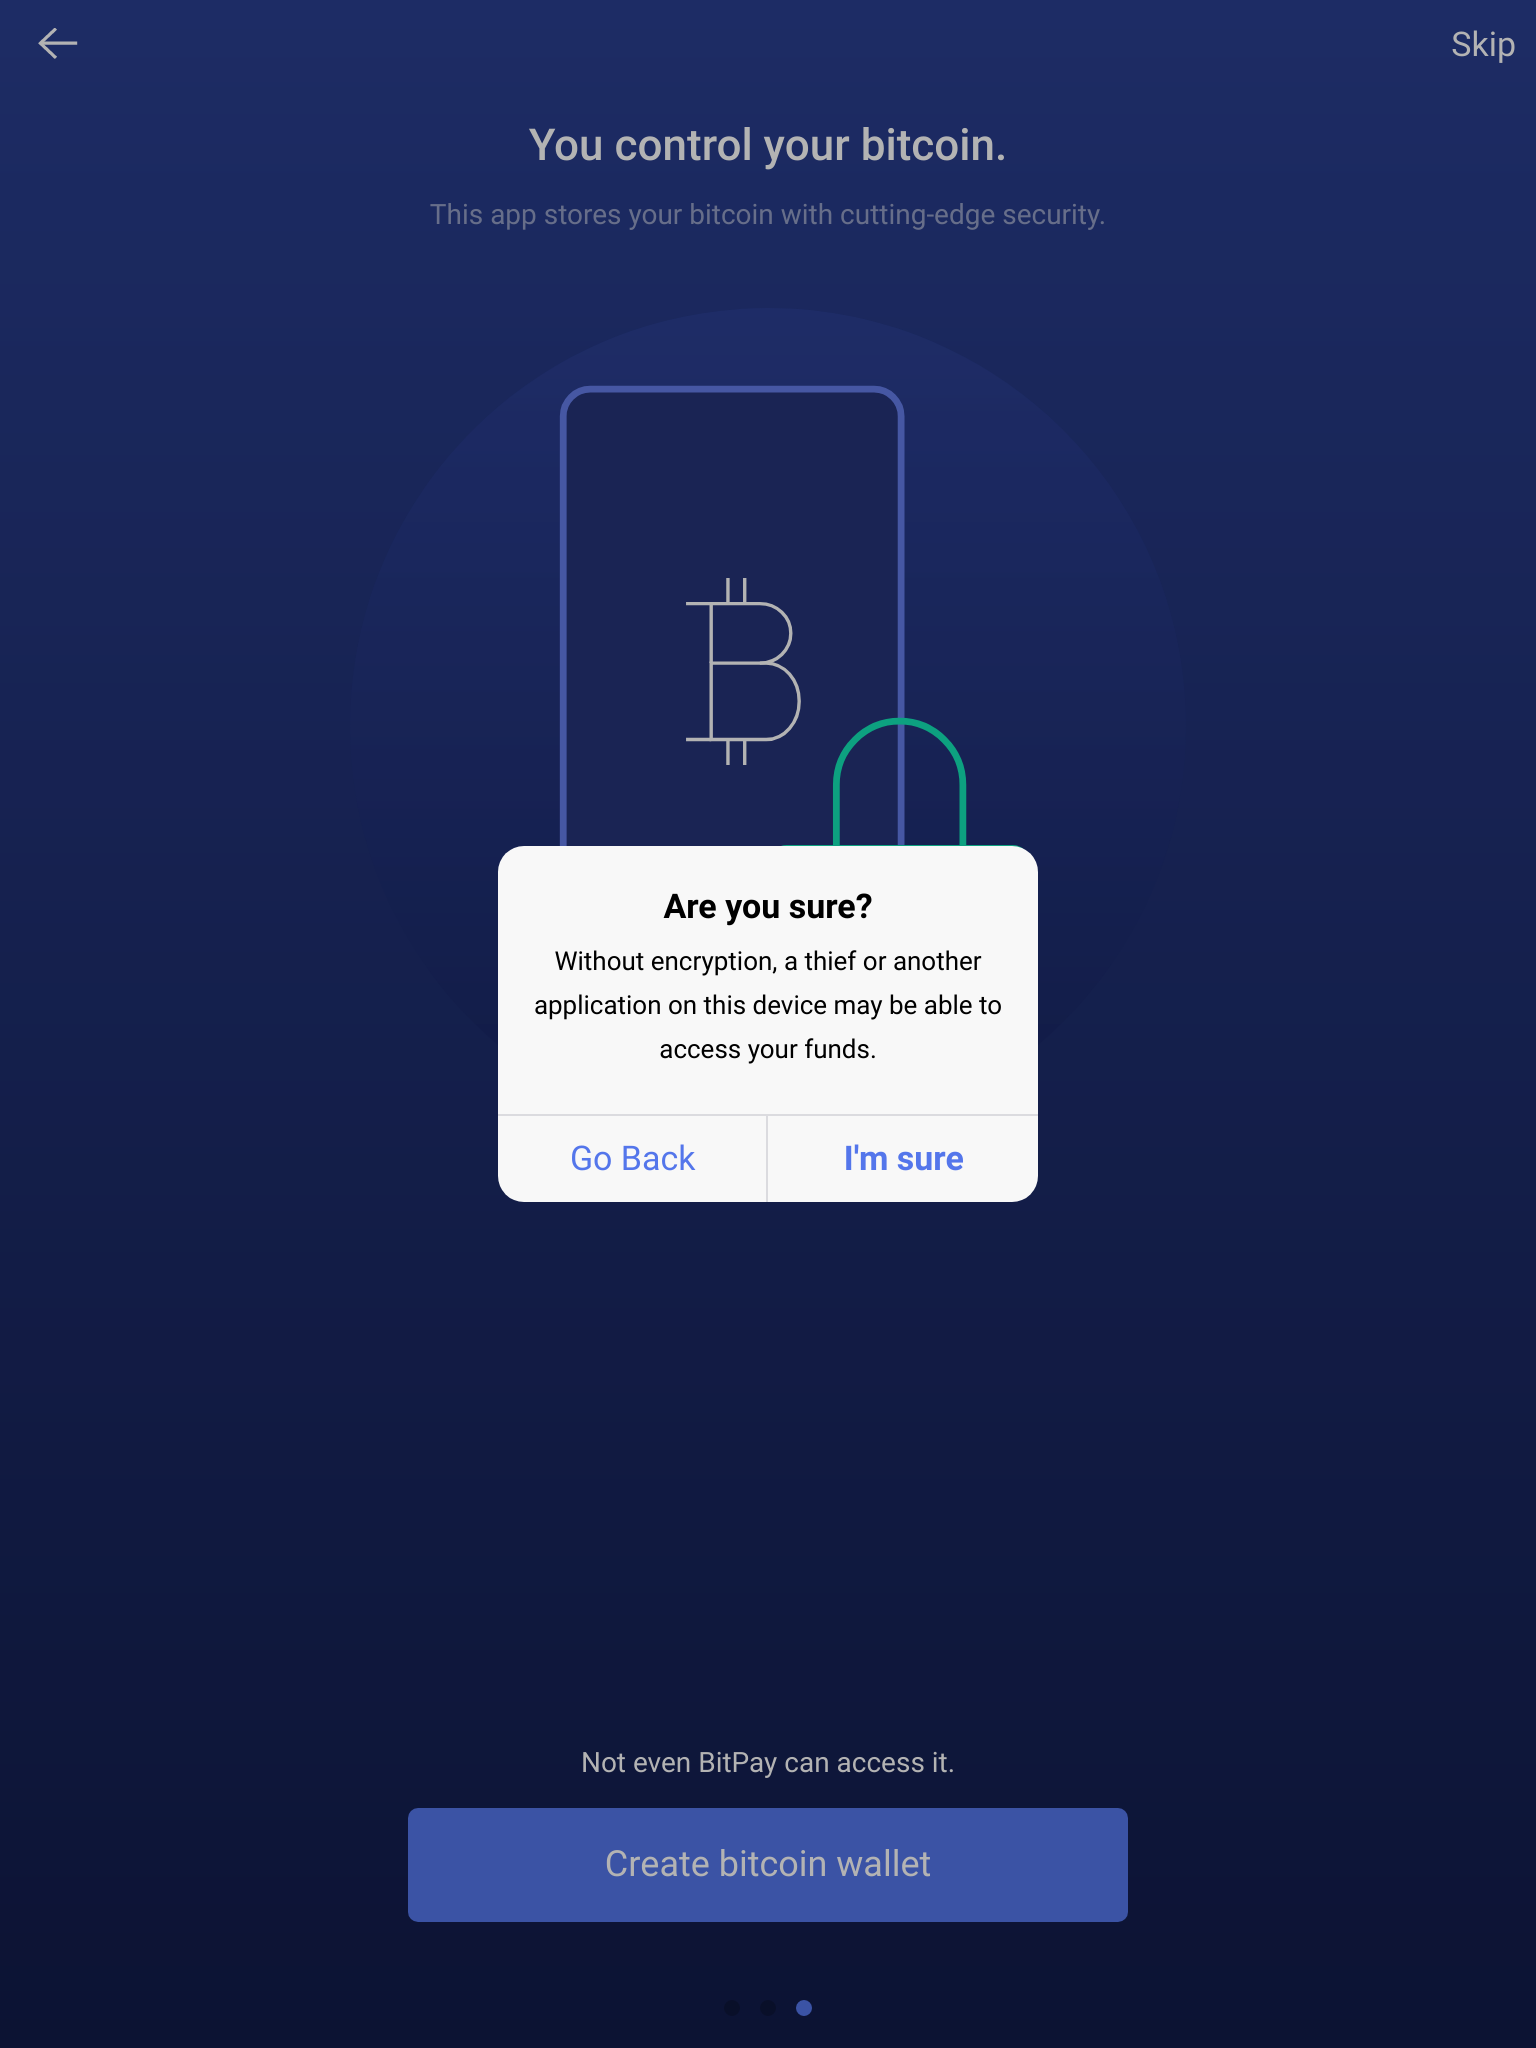 Skip
You control your bitcoin.
This app stores your bitcoin with cutting-edge security.
Are you sure?
Without encryption, a thief or another
application on this device may be able to
access your funds.
Go Back
I'm sure
Not even BitPay can access it.
Create bitcoin wallet